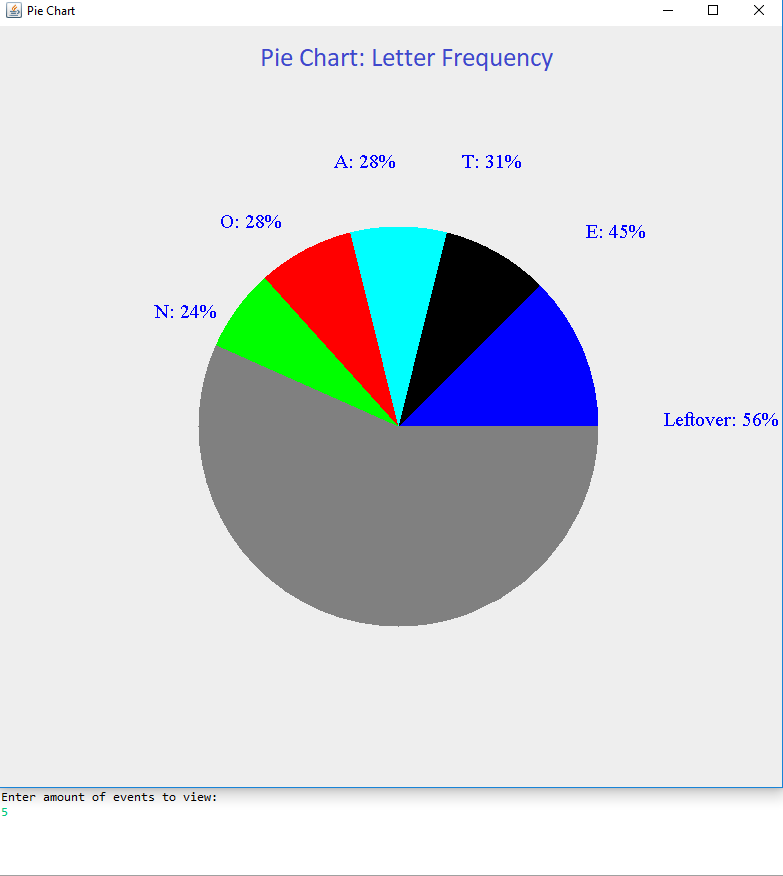 Pie Chart
Pie Chart: Letter Frequency
A: 28%
T: 31%
O: 28%
E: 45%
N: 24%
Leftover: 56%
Enter amount of events to view:
5